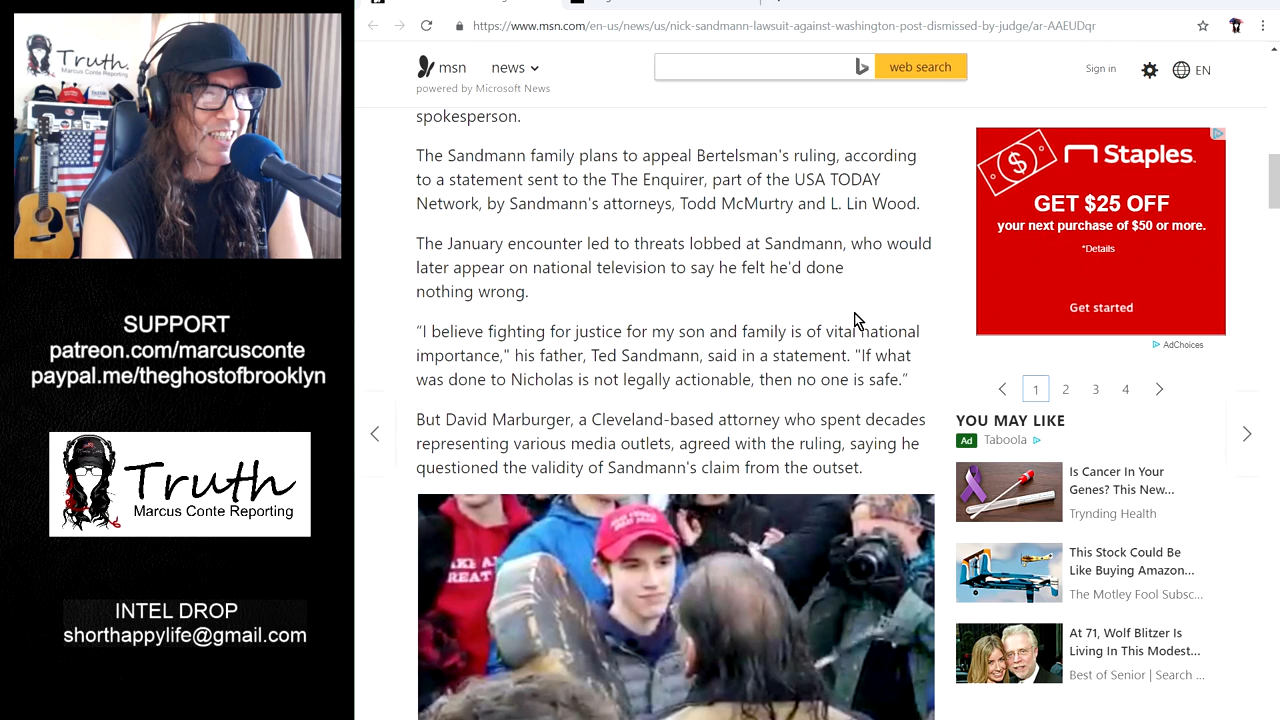 Truth.
Marcus Conte Reporting
SUPPORT
patreon.com/marcusconte
paypal.me/theghostofbrooklyn
Truth
Marcus Conte Reporting
INTEL DROP
shorthappylife@gmail.com
https://www.msn.com/en-us/news/us/nick-sandmann-lawsuit-against-washington-post-dismissed-by-judge/ar-AAEUDqr
msn
news
powered by Microsoft News
web search
Sign in
EN
spokesperson.
The Sandmann family plans to appeal Bertelsman's ruling, according
to a statement sent to the The Enquirer, part of the USA TODAY
Network, by Sandmann's attorneys, Todd McMurtry and L. Lin Wood.
The January encounter led to threats lobbed at Sandmann, who would
later appear on national television to say he felt he'd done
nothing wrong.
“I believe fighting for justice for my son and family is of vital national
importance," his father, Ted Sandmann, said in a statement. "If what
was done to Nicholas is not legally actionable, then no one is safe.”
But David Marburger, a Cleveland-based attorney who spent decades
representing various media outlets, agreed with the ruling, saying he
questioned the validity of Sandmann's claim from the outset.
Staples.
GET $25 OFF
your next purchase of $50 or more.
*Details
Get started
AdChoices
1 2 3 4
YOU MAY LIKE
Ad Taboola
Is Cancer In Your
Genes? This New...
Trynding Health
This Stock Could Be
Like Buying Amazon...
The Motley Fool Subsc...
At 71, Wolf Blitzer Is
Living In This Modest...
Best of Senior | Search ...